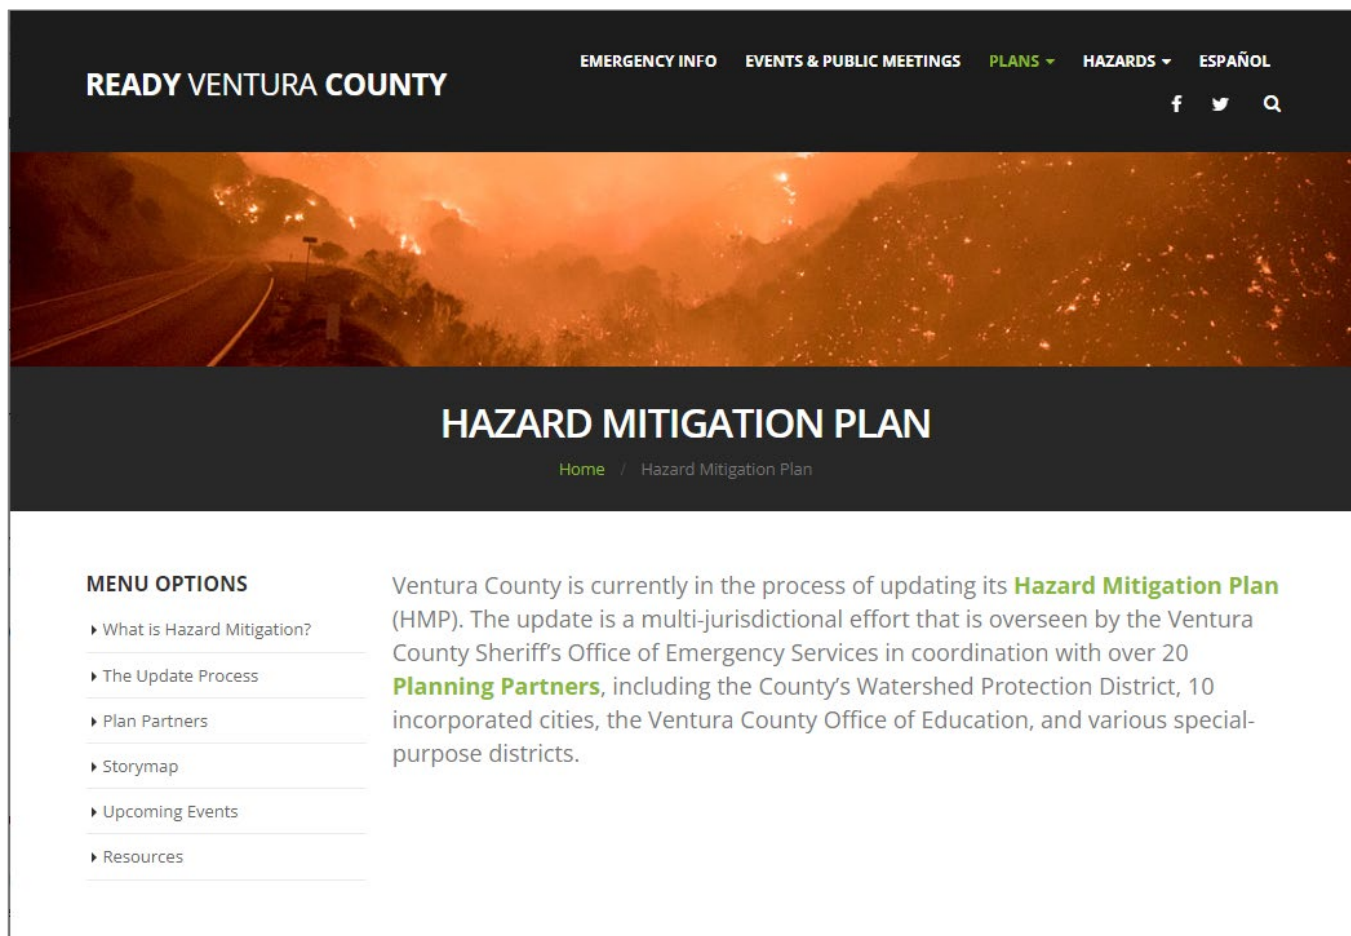 READY VENTURA COUNTY
EMERGENCY INFO EVENTS & PUBLIC MEETINGS PLANS HAZARDS ESPAÑOL
HAZARD MITIGATION PLAN
Home / Hazard Mitigation Plan
MENU OPTIONS
What is Hazard Mitigation?
The Update Process
Plan Partners
Storymap
Upcoming Events
Resources
Ventura County is currently in the process of updating its Hazard Mitigation Plan
(HMP). The update is a multi-jurisdictional effort that is overseen by the Ventura
County Sheriff’s Office of Emergency Services in coordination with over 20
Planning Partners, including the County’s Watershed Protection District, 10
incorporated cities, the Ventura County Office of Education, and various special-
purpose districts.